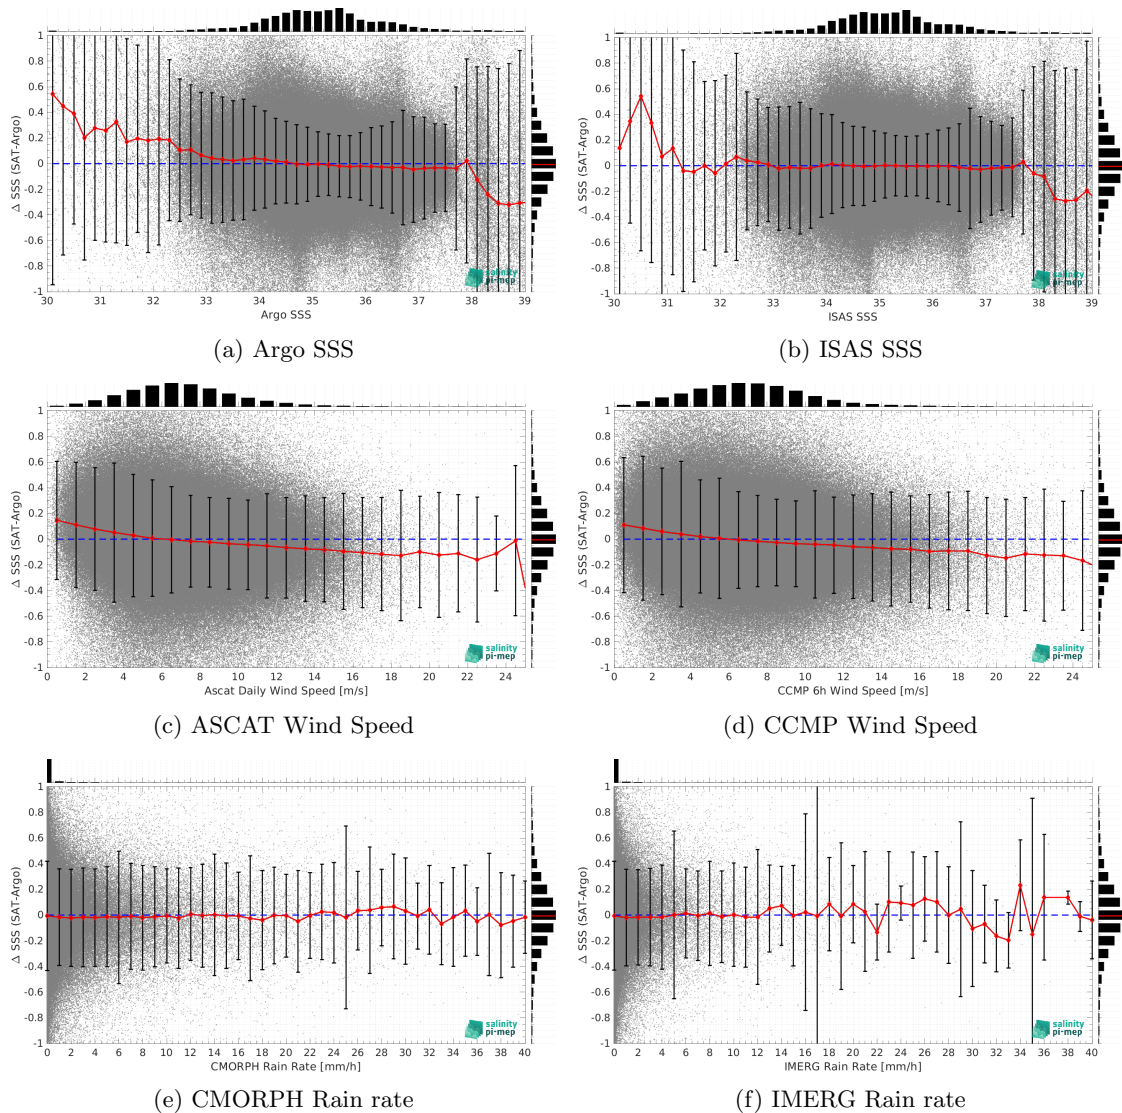 1
0.8
0.6
0.4
0.2
0
-0.2
-0.4
-0.6
-0.8
-1
Δ SSS (SAT-Argo)
30 31 32 33 34 35 36 37 38 39
Argo SSS
salinity
pi-mep
(a) Argo SSS
1
0.8
0.6
0.4
0.2
0
-0.2
-0.4
-0.6
-0.8
-1
Δ SSS (SAT-Argo)
30 31 32 33 34 35 36 37 38 39
ISAS SSS
salinity
pi-mep
(b) ISAS SSS
1
0.8
0.6
0.4
0.2
0
-0.2
-0.4
-0.6
-0.8
-1
Δ SSS (SAT-Argo)
0 2 4 6 8 10 12 14 16 18 20 22 24
Ascat Daily Wind Speed [m/s]
salinity
pi-mep
(c) ASCAT Wind Speed
1
0.8
0.6
0.4
0.2
0
-0.2
-0.4
-0.6
-0.8
-1
Δ SSS (SAT-Argo)
0 2 4 6 8 10 12 14 16 18 20 22 24
CCMP 6h Wind Speed [m/s]
salinity
pi-mep
(d) CCMP Wind Speed
1
0.8
0.6
0.4
0.2
0
-0.2
-0.4
-0.6
-0.8
-1
Δ SSS (SAT-Argo)
0 2 4 6 8 10 12 14 16 18 20 22 24 26 28 30 32 34 36 38 40
CMORPH Rain Rate [mm/h]
salinity
pi-mep
(e) CMORPH Rain rate
1
0.8
0.6
0.4
0.2
0
-0.2
-0.4
-0.6
-0.8
-1
Δ SSS (SAT-Argo)
0 2 4 6 8 10 12 14 16 18 20 22 24 26 28 30 32 34 36 38 40
IMERG Rain Rate [mm/h]
salinity
pi-mep
(f) IMERG Rain rate